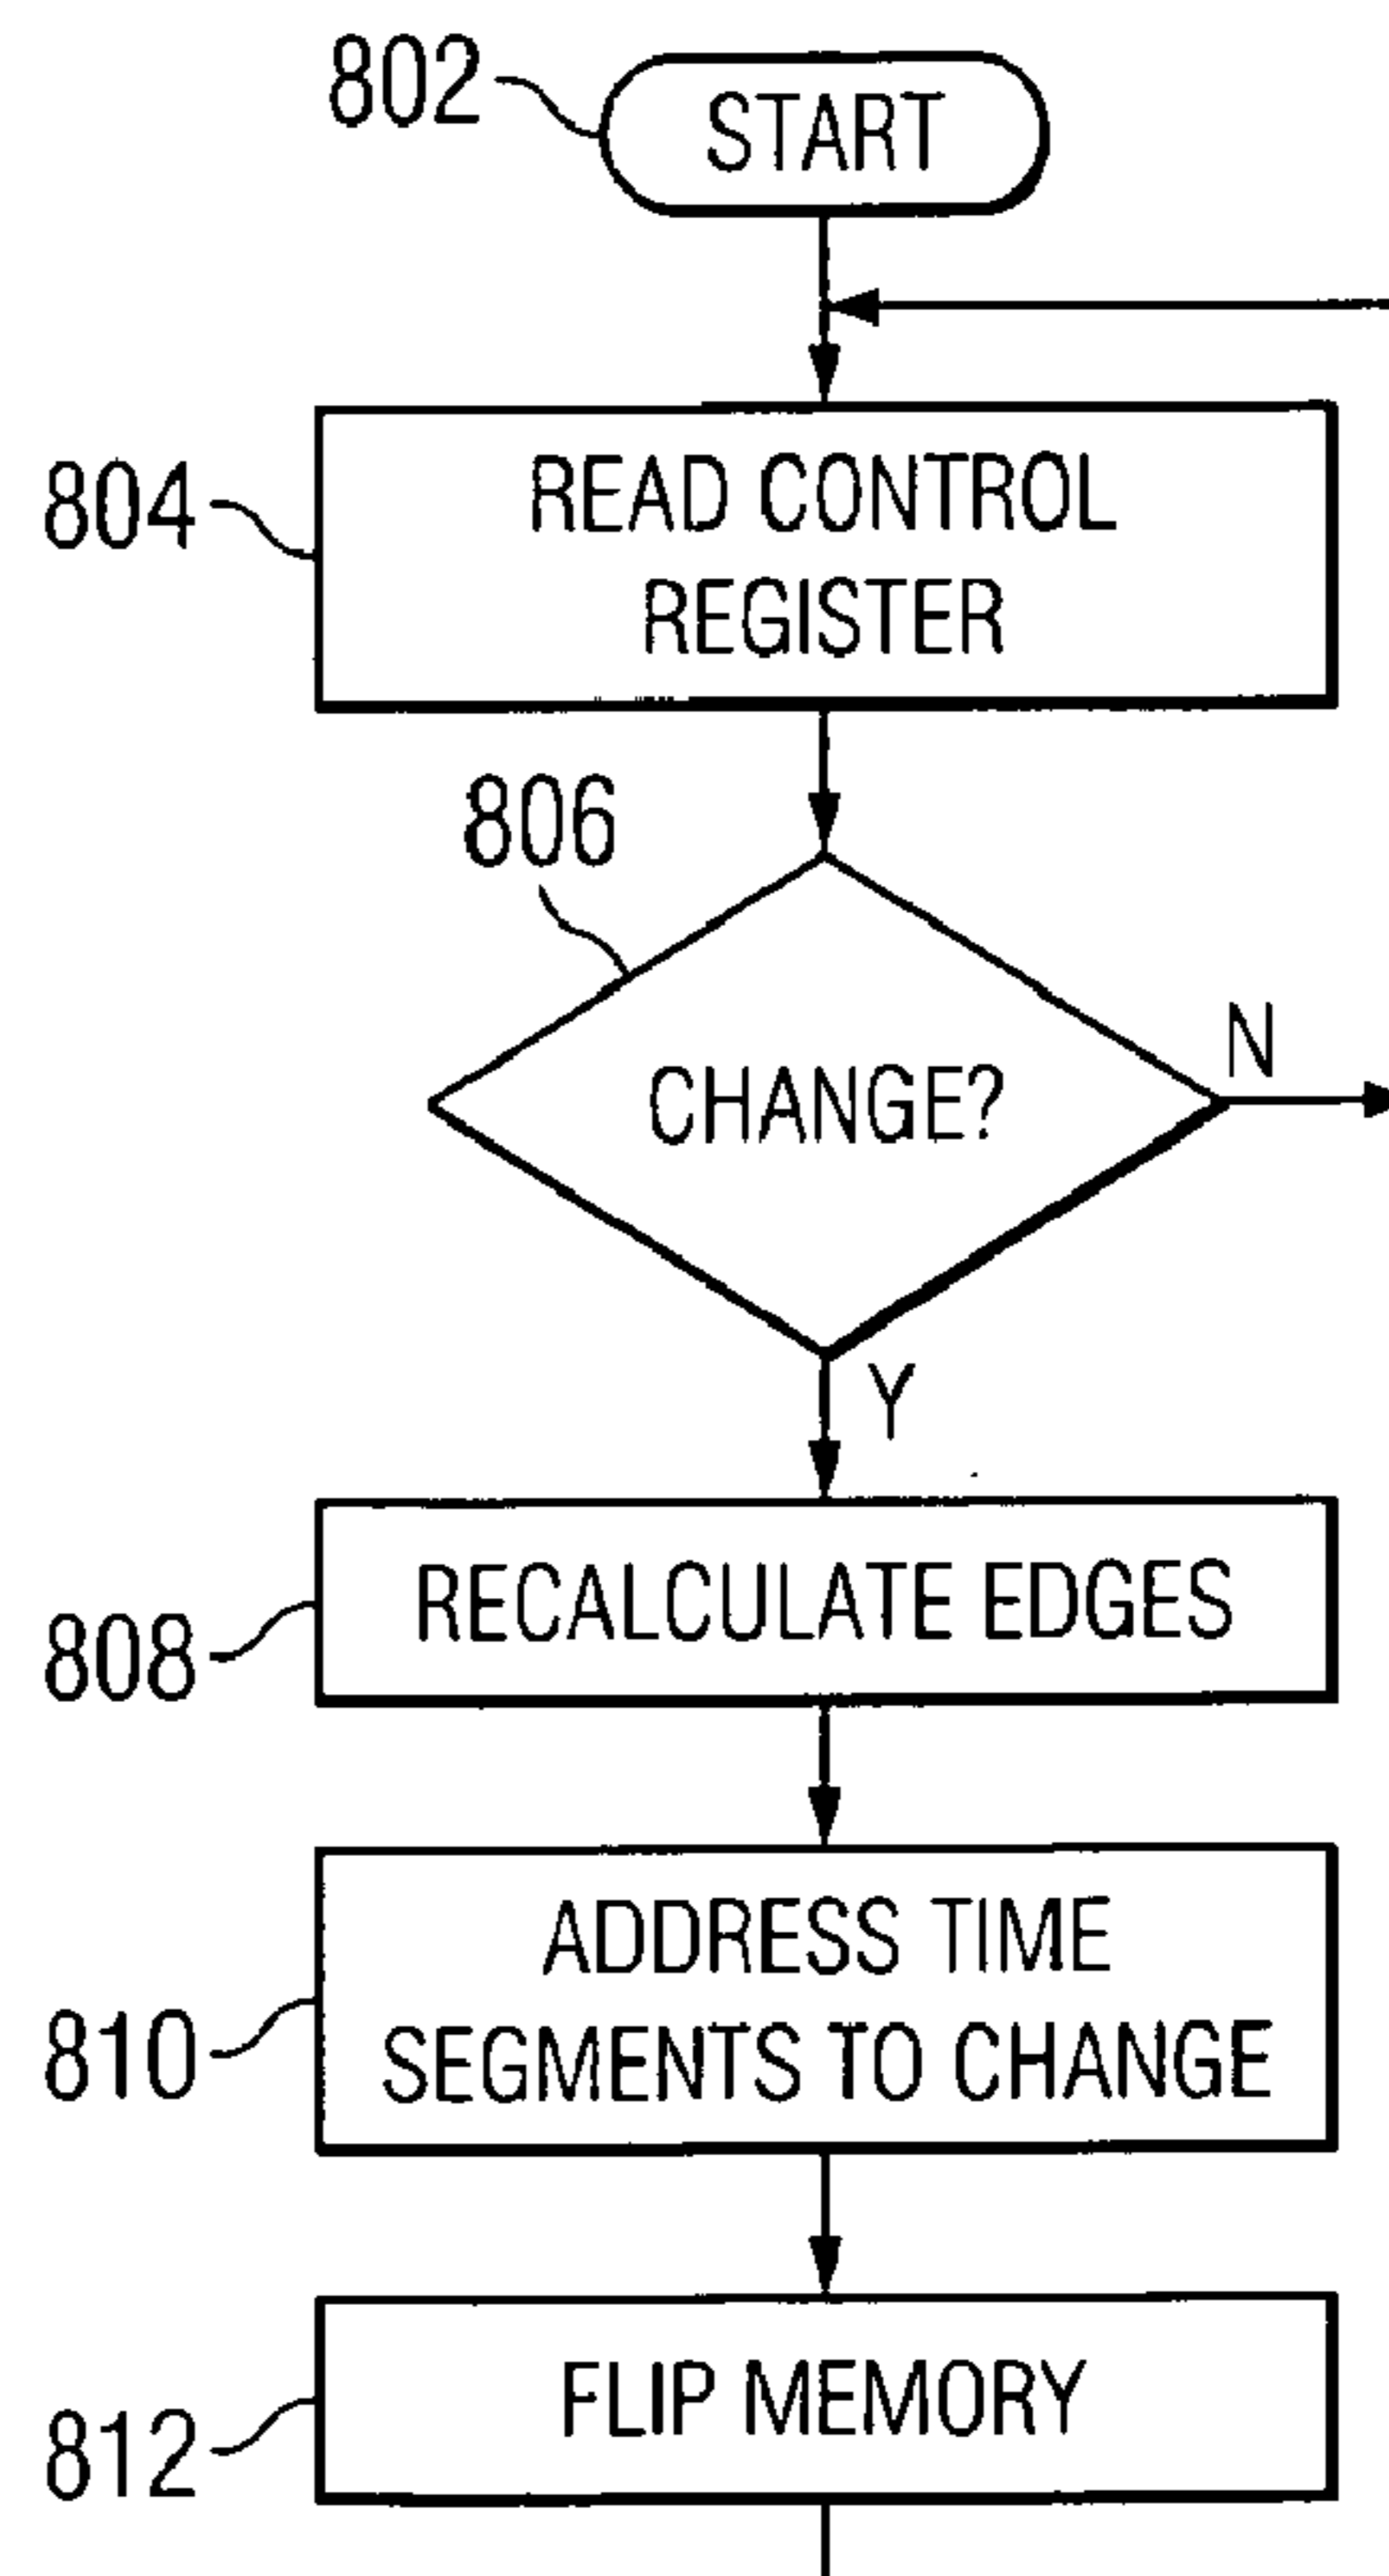 802
START
804
READ CONTROL
REGISTER
806
CHANGE?
N
Y
808
RECALCULATE EDGES
810
ADDRESS TIME
SEGMENTS TO CHANGE
812
FLIP MEMORY